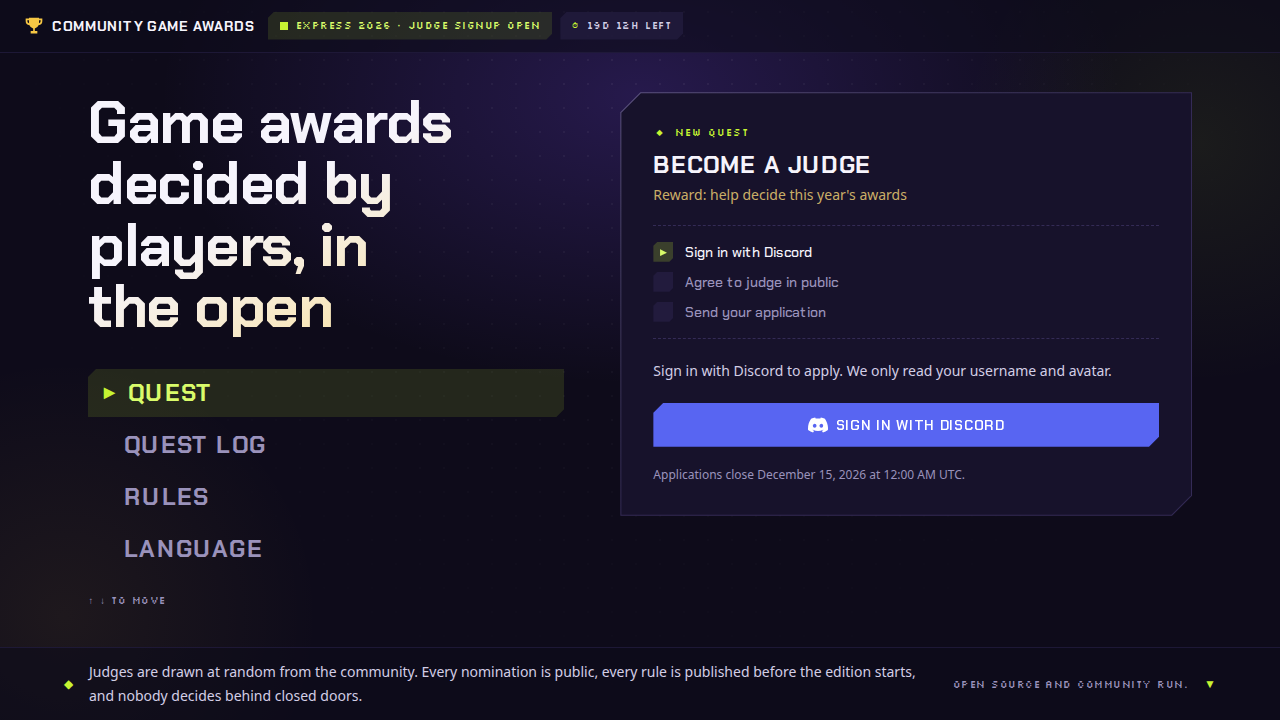 COMMUNITY GAME AWARDS
EXPRESS 2026 · JUDGE SIGNUP OPEN
19D 12H LEFT
Game awards
decided by
players, in
the open
QUEST
QUEST LOG
RULES
LANGUAGE
↑ ↓ TO MOVE
NEW QUEST
BECOME A JUDGE
Reward: help decide this year's awards
Sign in with Discord
Agree to judge in public
Send your application
Sign in with Discord to apply. We only read your username and avatar.
SIGN IN WITH DISCORD
Applications close December 15, 2026 at 12:00 AM UTC.
Judges are drawn at random from the community. Every nomination is public, every rule is published before the edition starts,
and nobody decides behind closed doors.
OPEN SOURCE AND COMMUNITY RUN.